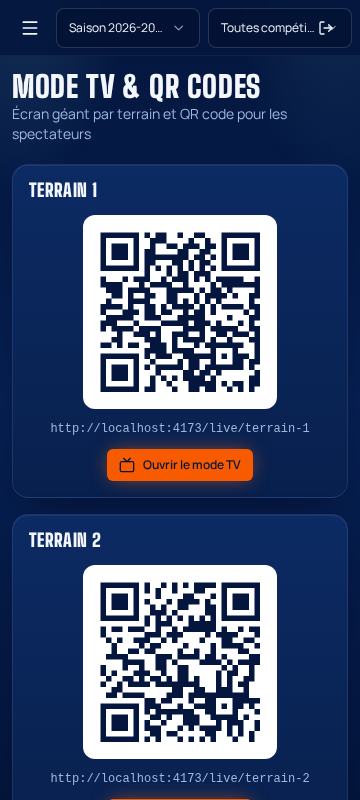 Saison 2026-20...
Toutes compéti...
MODE TV & QR CODES
Écran géant par terrain et QR code pour les
spectateurs
TERRAIN 1
http://localhost:4173/live/terrain-1
Ouvrir le mode TV
TERRAIN 2
http://localhost:4173/live/terrain-2